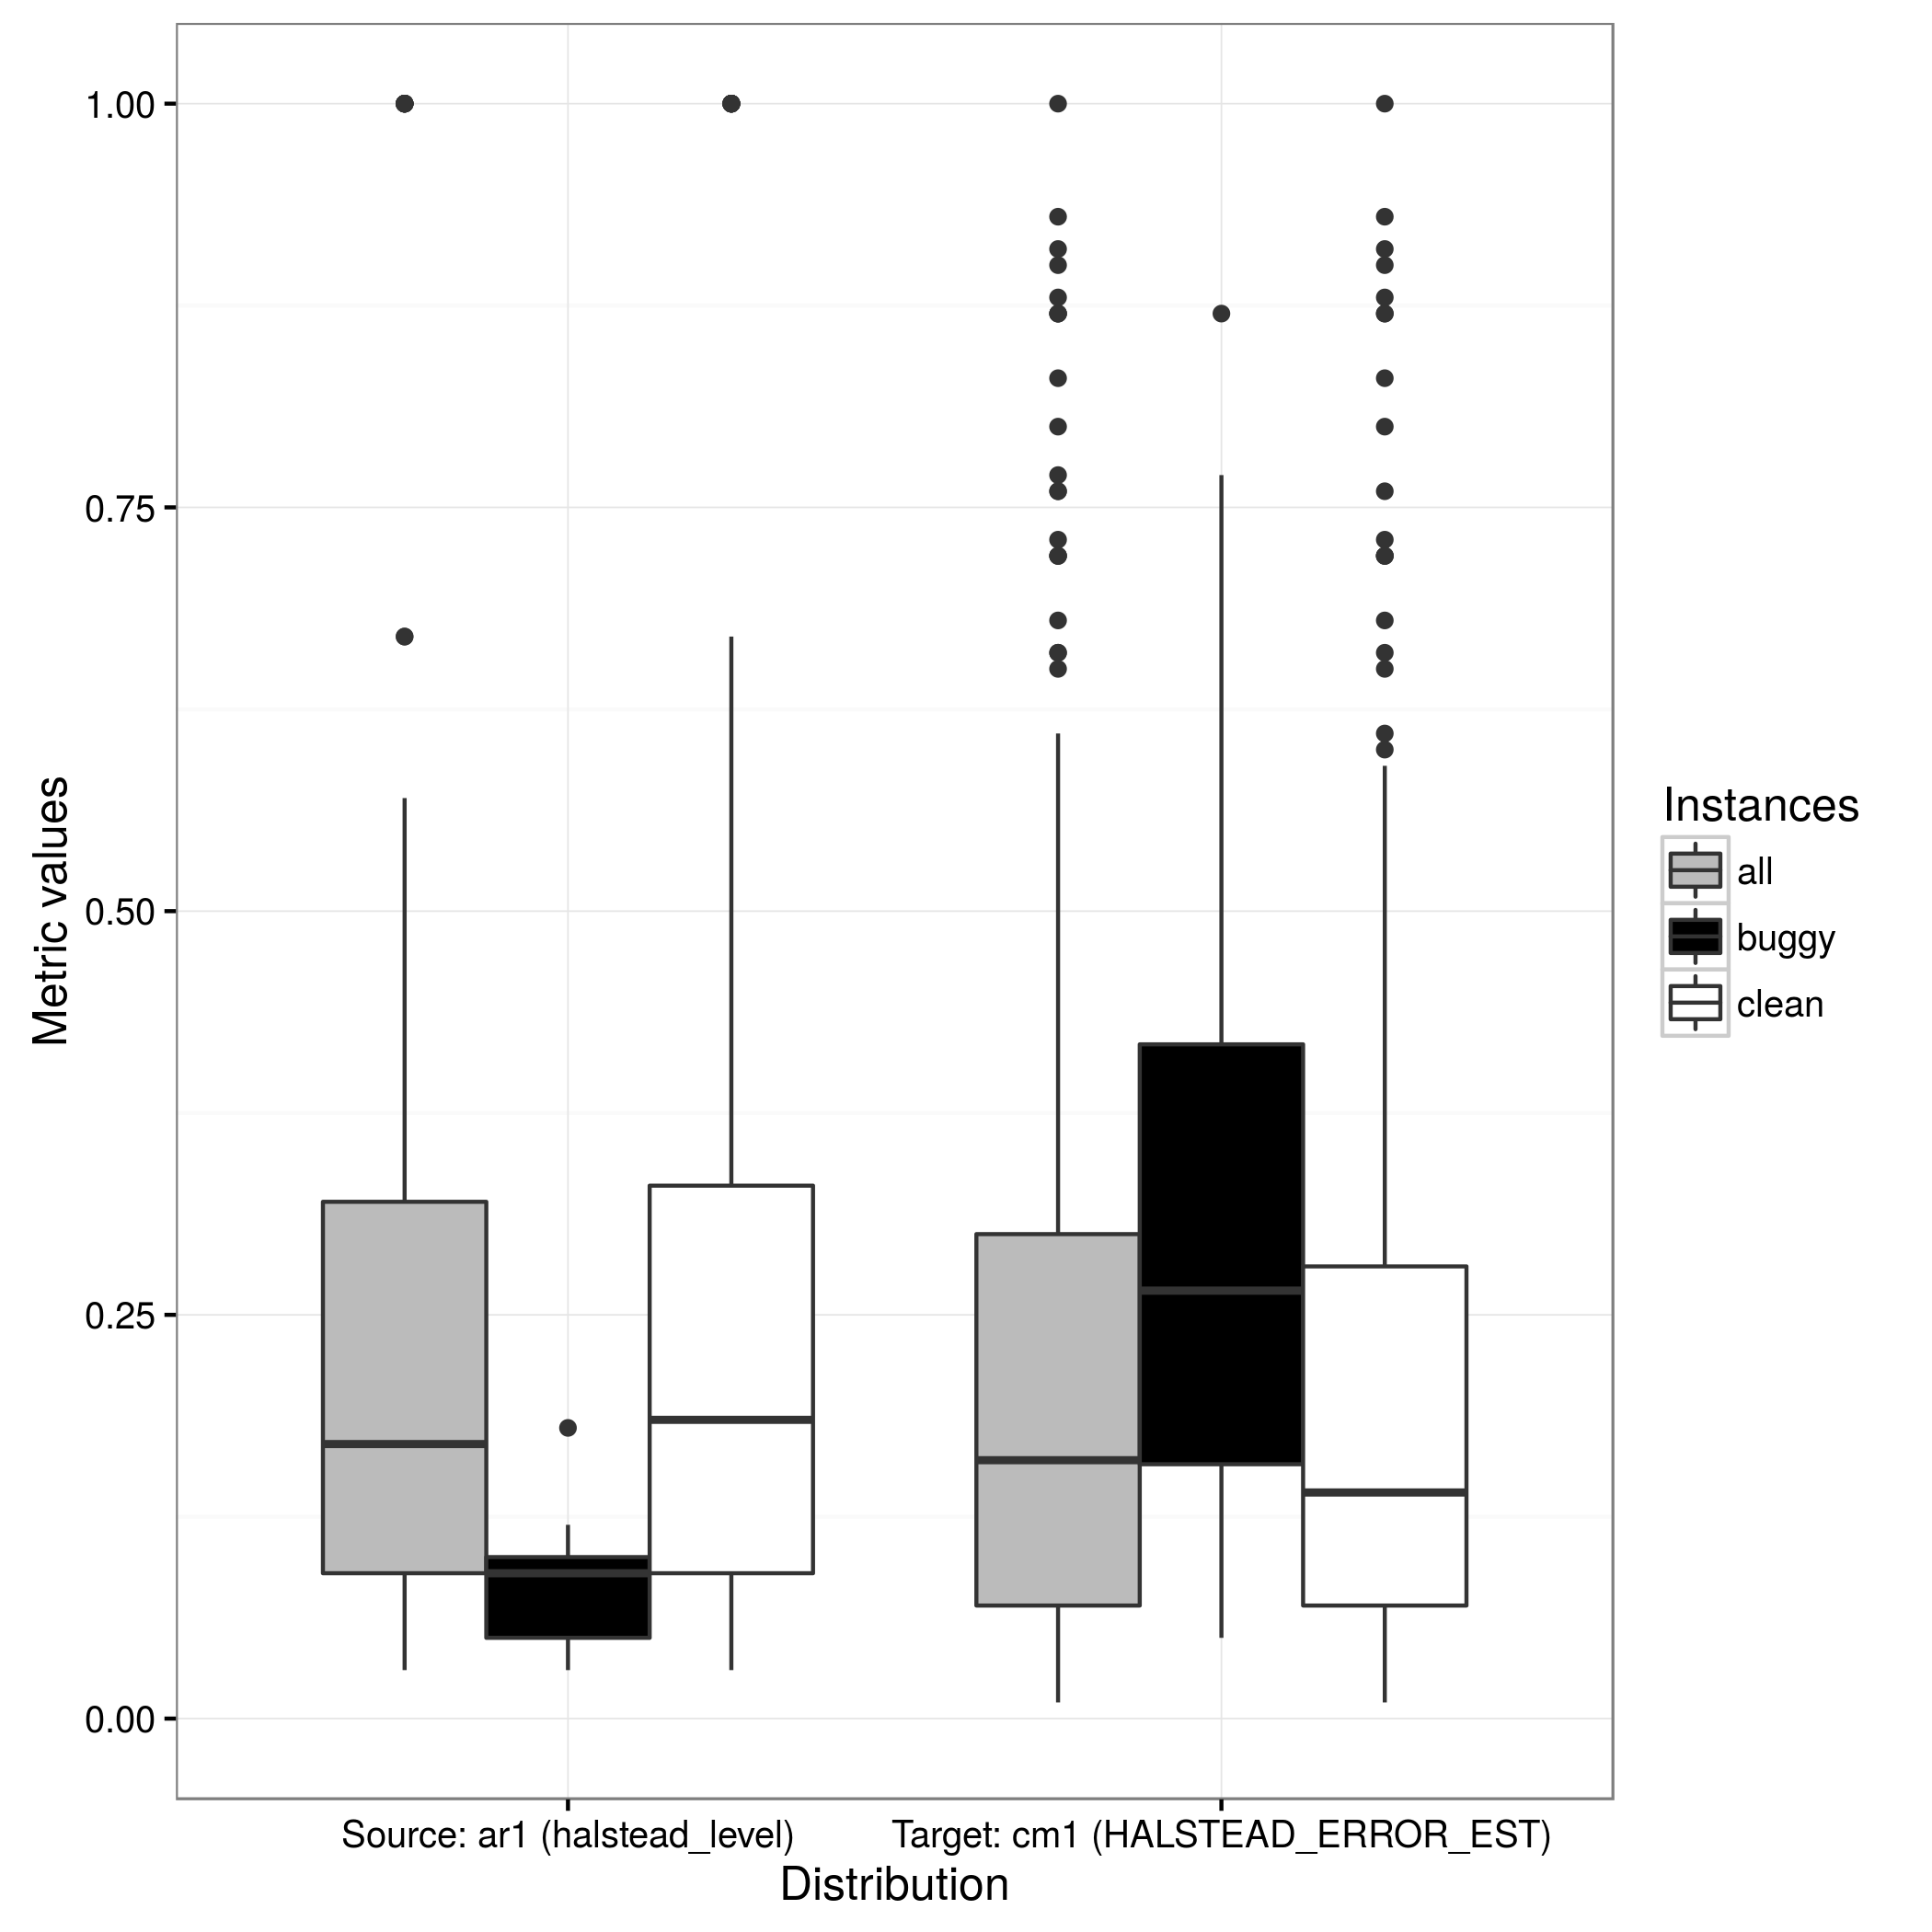 1.00
0.75
0.50
0.25
0.00
Metric values
Source: ar1 (halstead_level)
Target: cm1 (HALSTEAD_ERROR_EST)
Distribution
Instances
all
buggy
clean